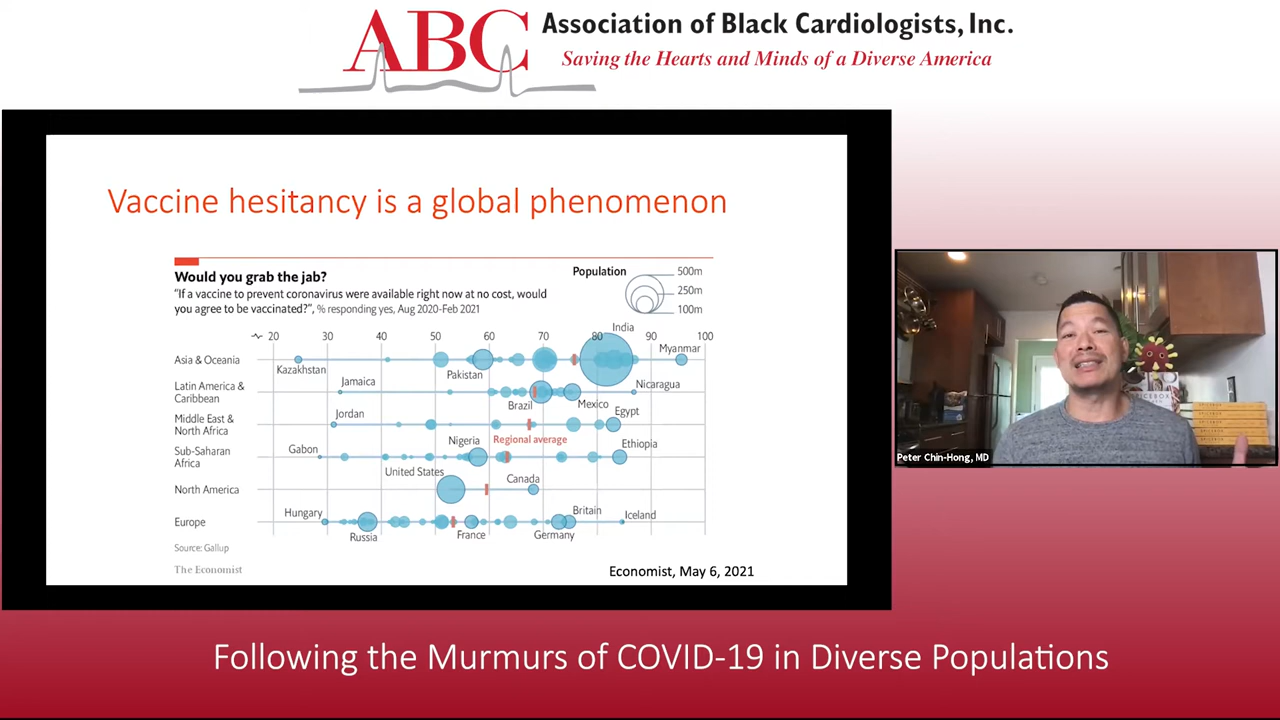 ABC
Association of Black Cardiologists, Inc.
Saving the Hearts and Minds of a Diverse America
Vaccine hesitancy is a global phenomenon
Would you grab the jab?
"If a vaccine to prevent coronavirus were available right now at no cost, would
you agree to be vaccinated?", % responding yes, Aug 2020-Feb 2021
Population
500m
250m
100m
20 30 40 50 60 70 80 90 100
India
Asia & Oceania
Kazakhstan
Pakistan
Myanmar
Latin America &
Caribbean
Jamaica
Brazil
Mexico
Nicaragua
Middle East &
North Africa
Jordan
Egypt
Regional average
Sub-Saharan
Africa
Gabon
Nigeria
Ethiopia
North America
United States
Canada
Europe
Hungary
Russia
France
Germany
Britain
Iceland
Source: Gallup
The Economist
Economist, May 6, 2021
SPICEBOX
Peter Chin-Hong, MD
Following the Murmurs of COVID-19 in Diverse Populations